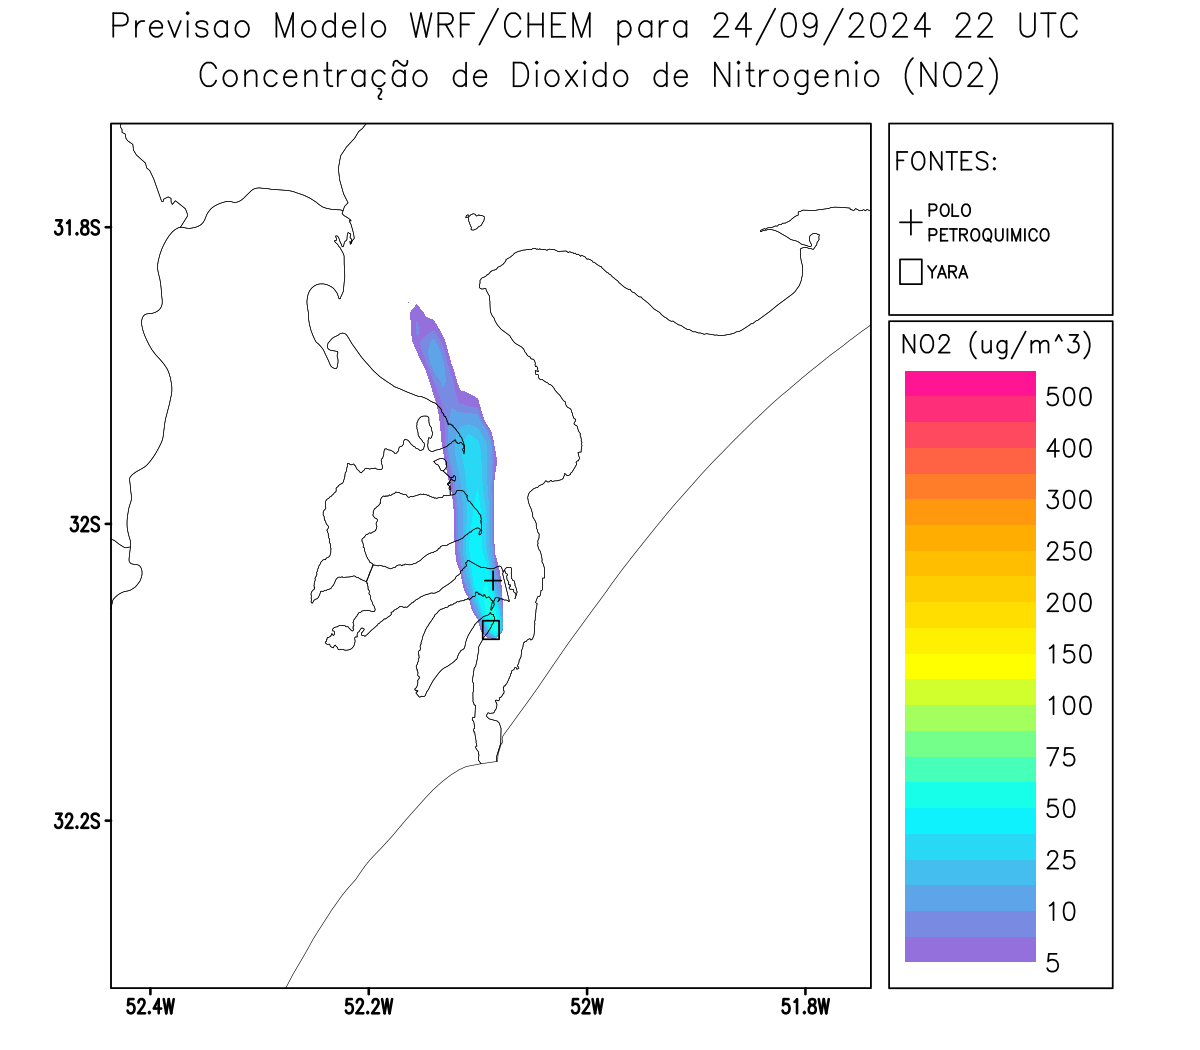 Previsao Modelo WRF/CHEM para 24/09/2024 22 UTC
Concentração de Dioxido de Nitrogenio (NO2)
FONTES:
POLO
PETROQUIMICO
YARA
31.8S
32S
32.2S
52.4W
52.2W
52W
51.8W
NO2 (ug/m^3)
500
400
300
250
200
150
100
75
50
25
10
5